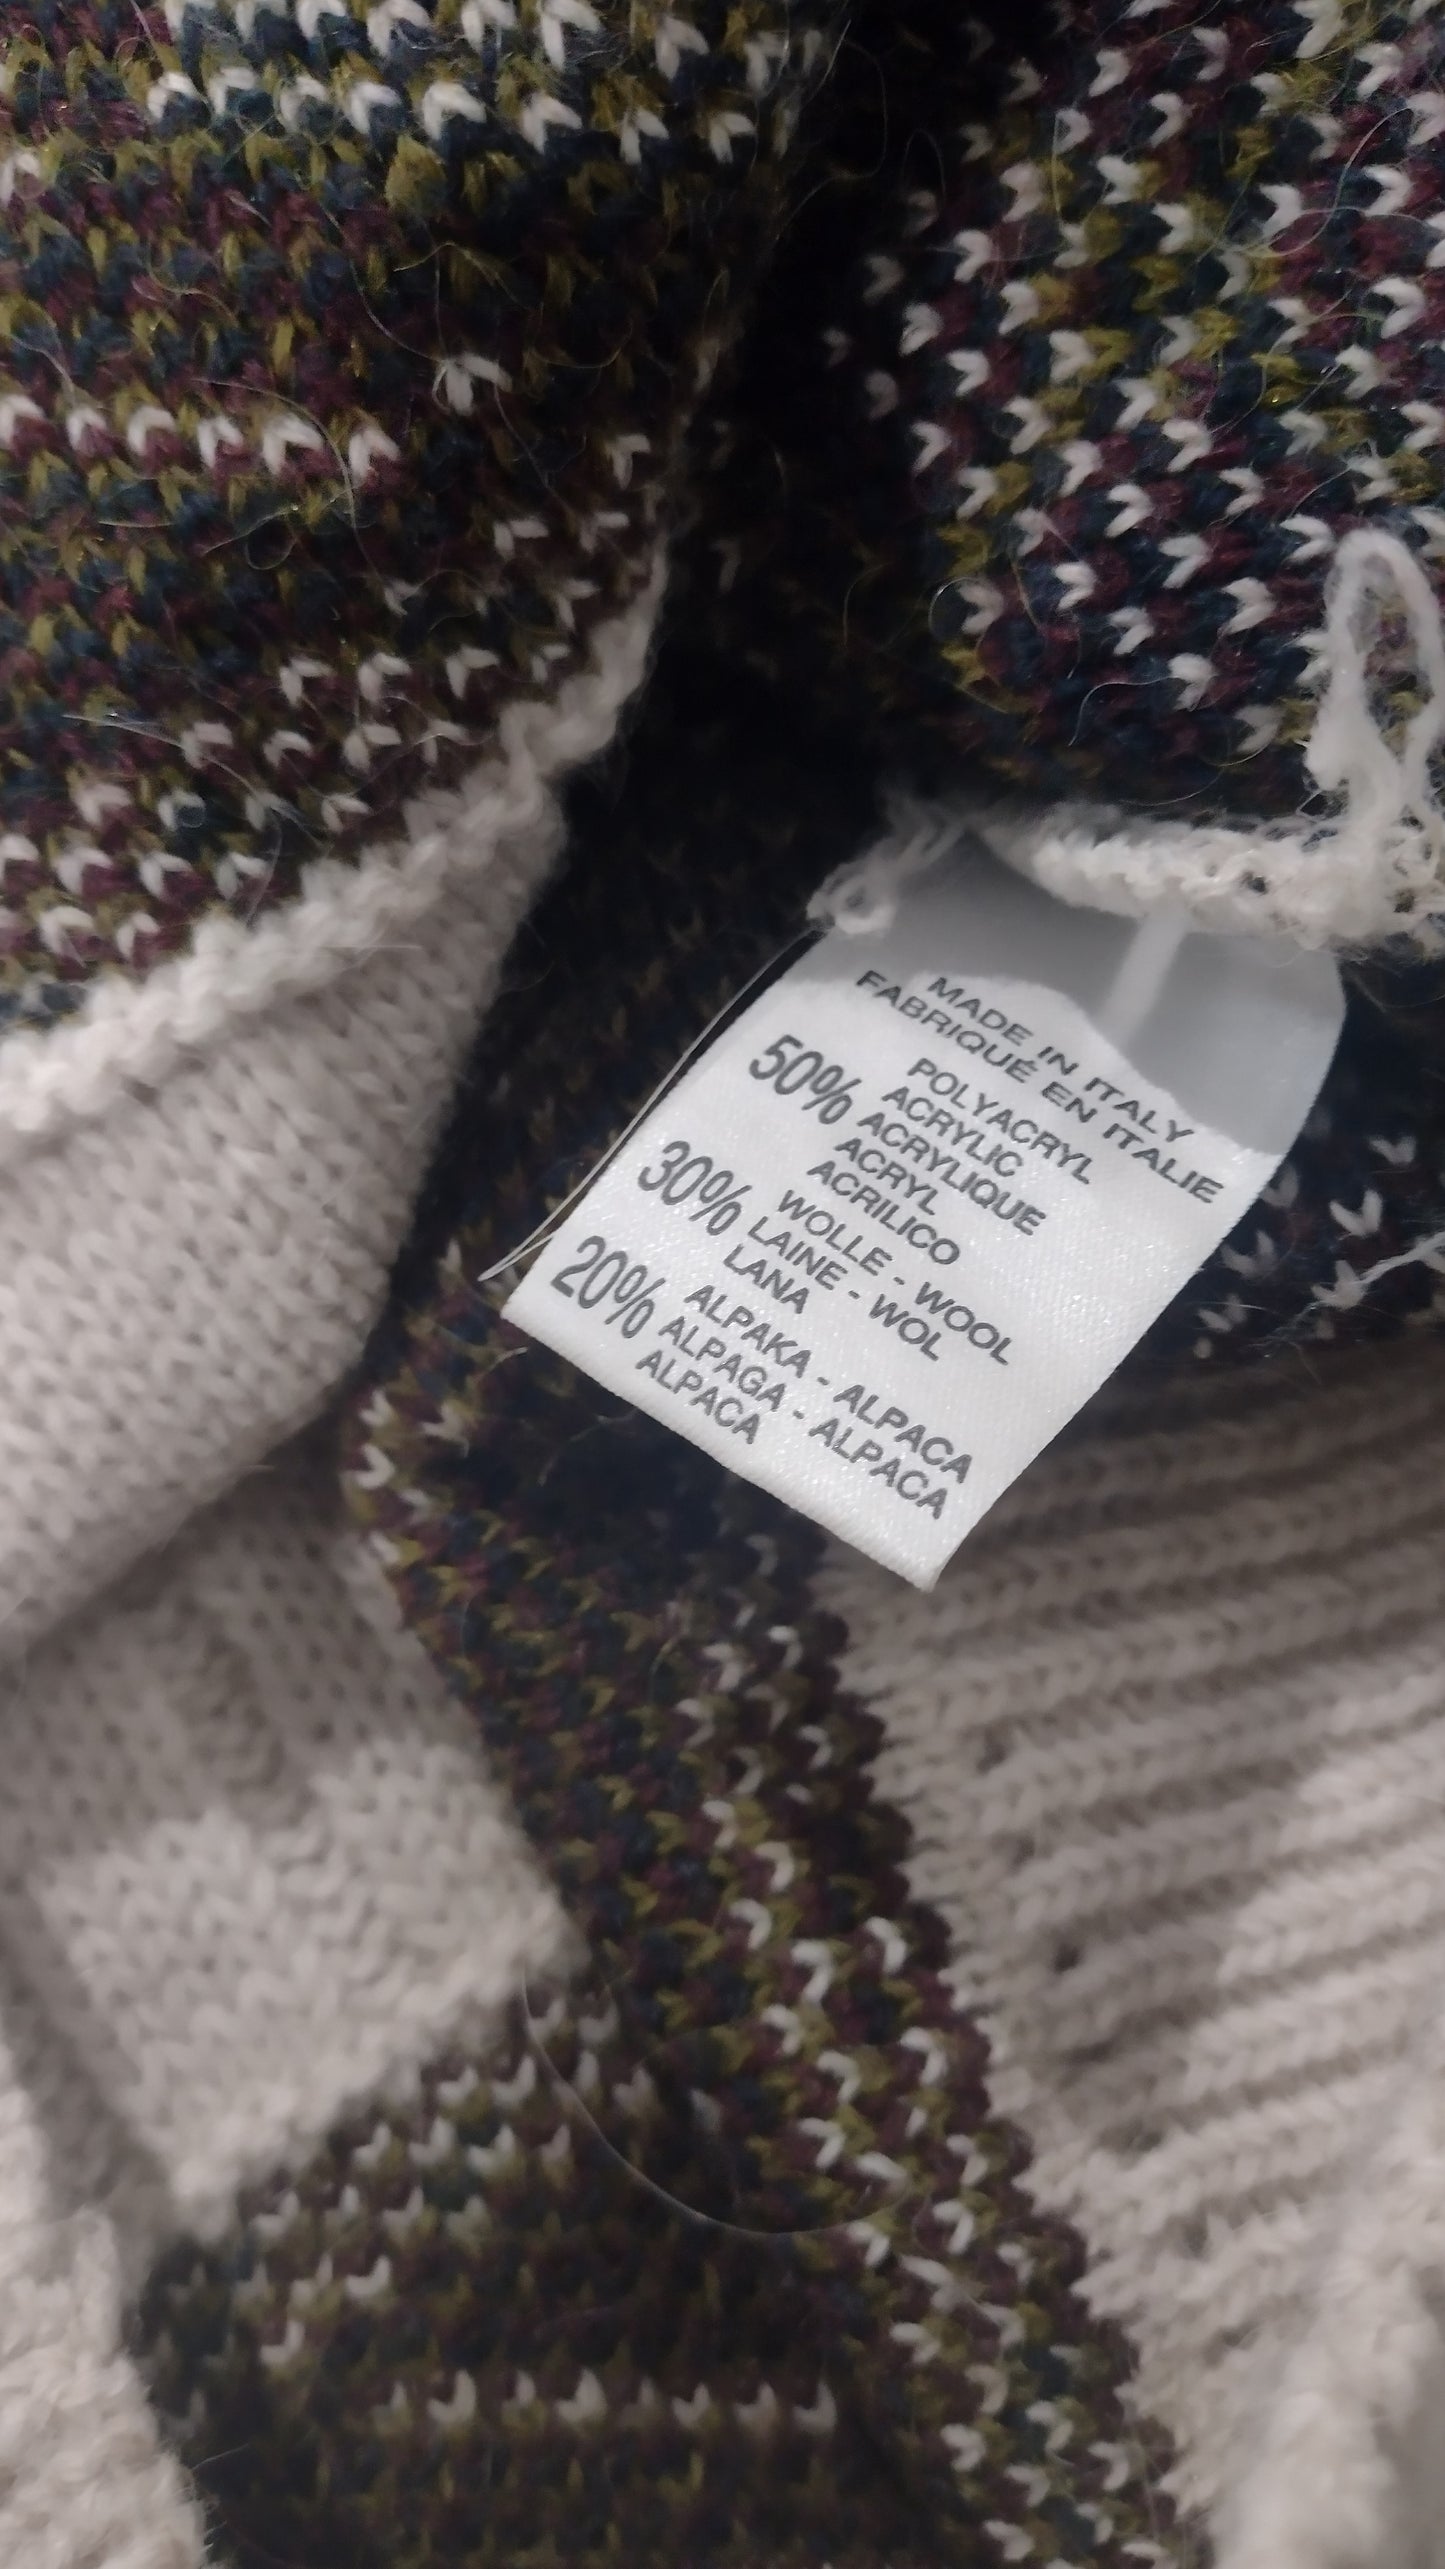 MADE IN ITALY
FABRIQUÉ EN ITALIE
50% POLYACRYL
ACRYLIC
ACRYLIQUE
ACRYL
ACRILICO
30% WOLLE - WOOL
LAINE - WOL
LANA
20% ALPAKA - ALPACA
ALPAGA - ALPACA
ALPACA